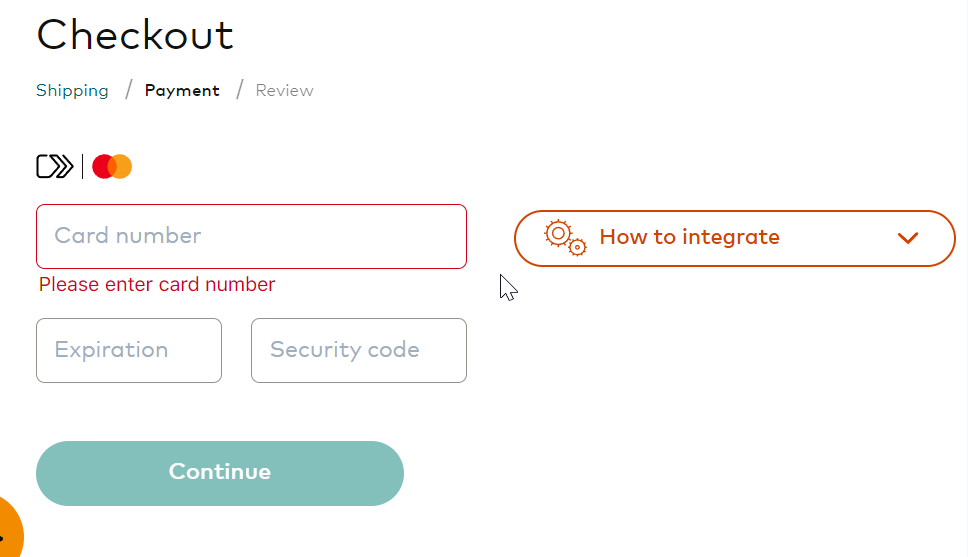 Checkout
Shipping / Payment / Review
Card number
Please enter card number
How to integrate
Expiration
Security code
Continue